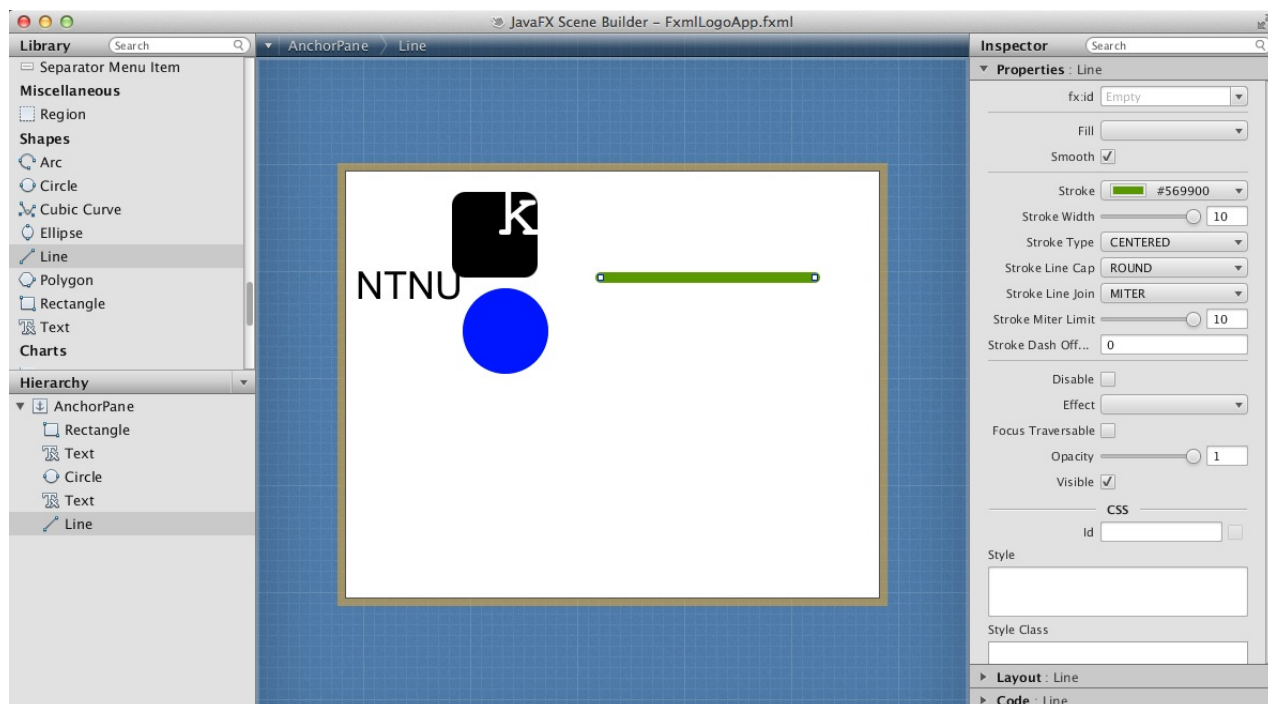 JavaFX Scene Builder – FxmlLogoApp.fxml
Library
Search
Separator Menu Item
Miscellaneous
Region
Shapes
Arc
Circle
Cubic Curve
Ellipse
Line
Polygon
Rectangle
Text
Charts
Hierarchy
AnchorPane
Rectangle
Text
Circle
Text
Line
AnchorPane
Line
k
NTNU
Inspector
Search
Properties : Line
fx:id Empty
Fill
Smooth
Stroke #569900
Stroke Width 10
Stroke Type CENTERED
Stroke Line Cap ROUND
Stroke Line Join MITER
Stroke Miter Limit 10
Stroke Dash Off... 0
Disable
Effect
Focus Traversable
Opacity 1
Visible
CSS
Id
Style
Style Class
Layout : Line
Code : Line